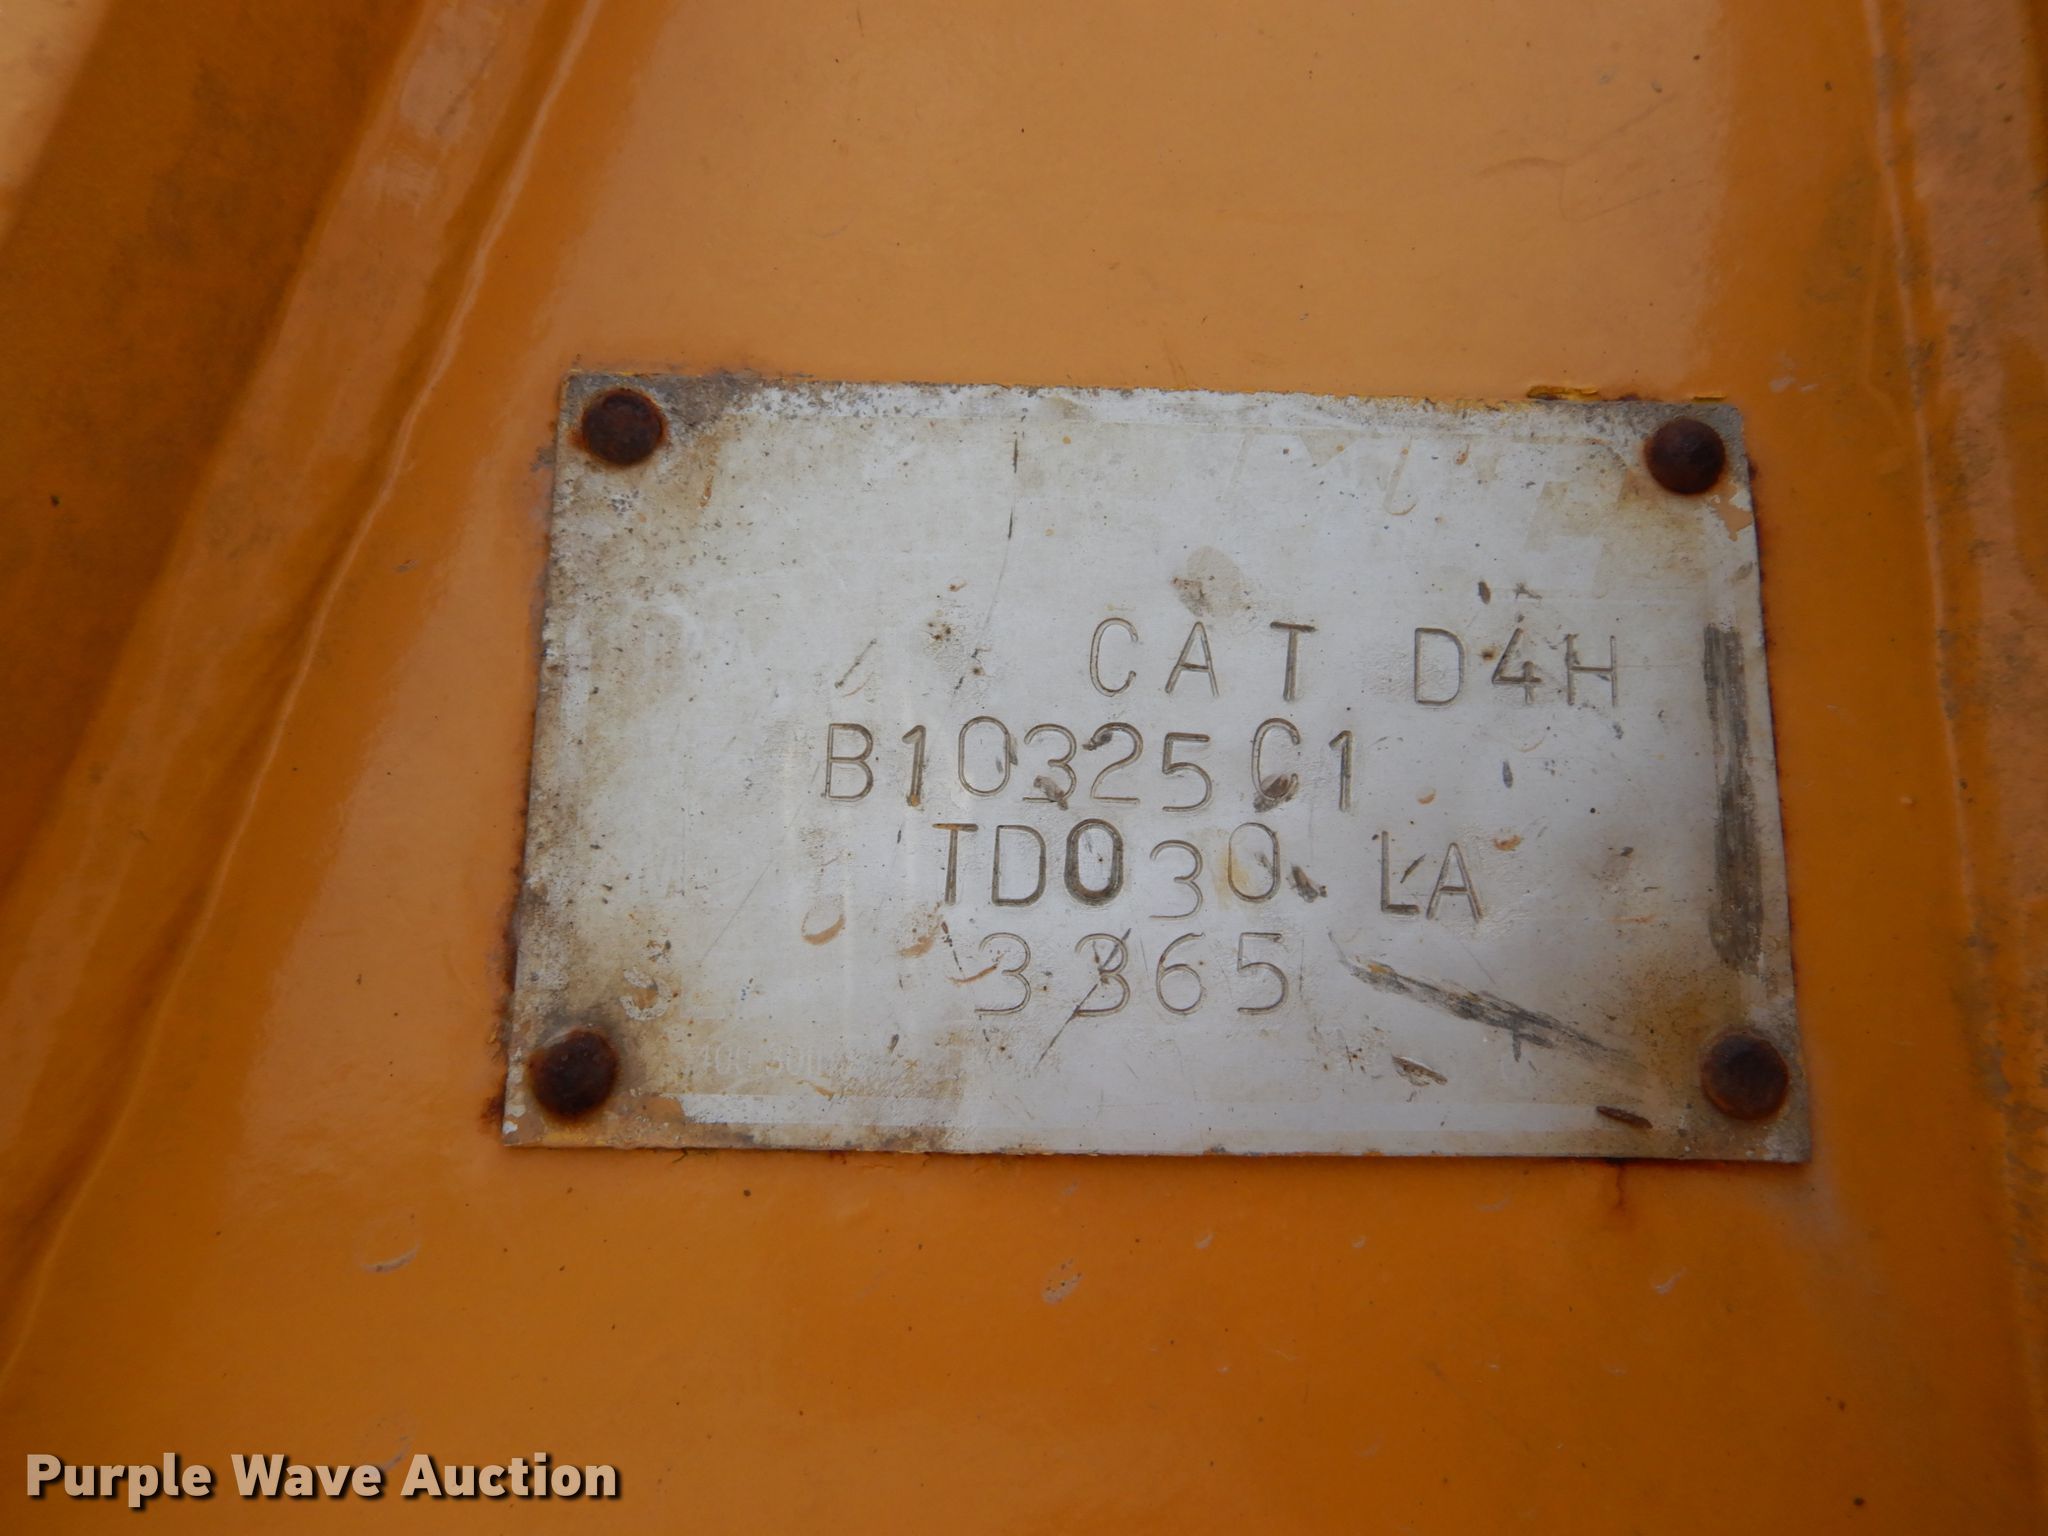 CAT D4H
B10325C1
TD030 LA
3365
Purple Wave Auction